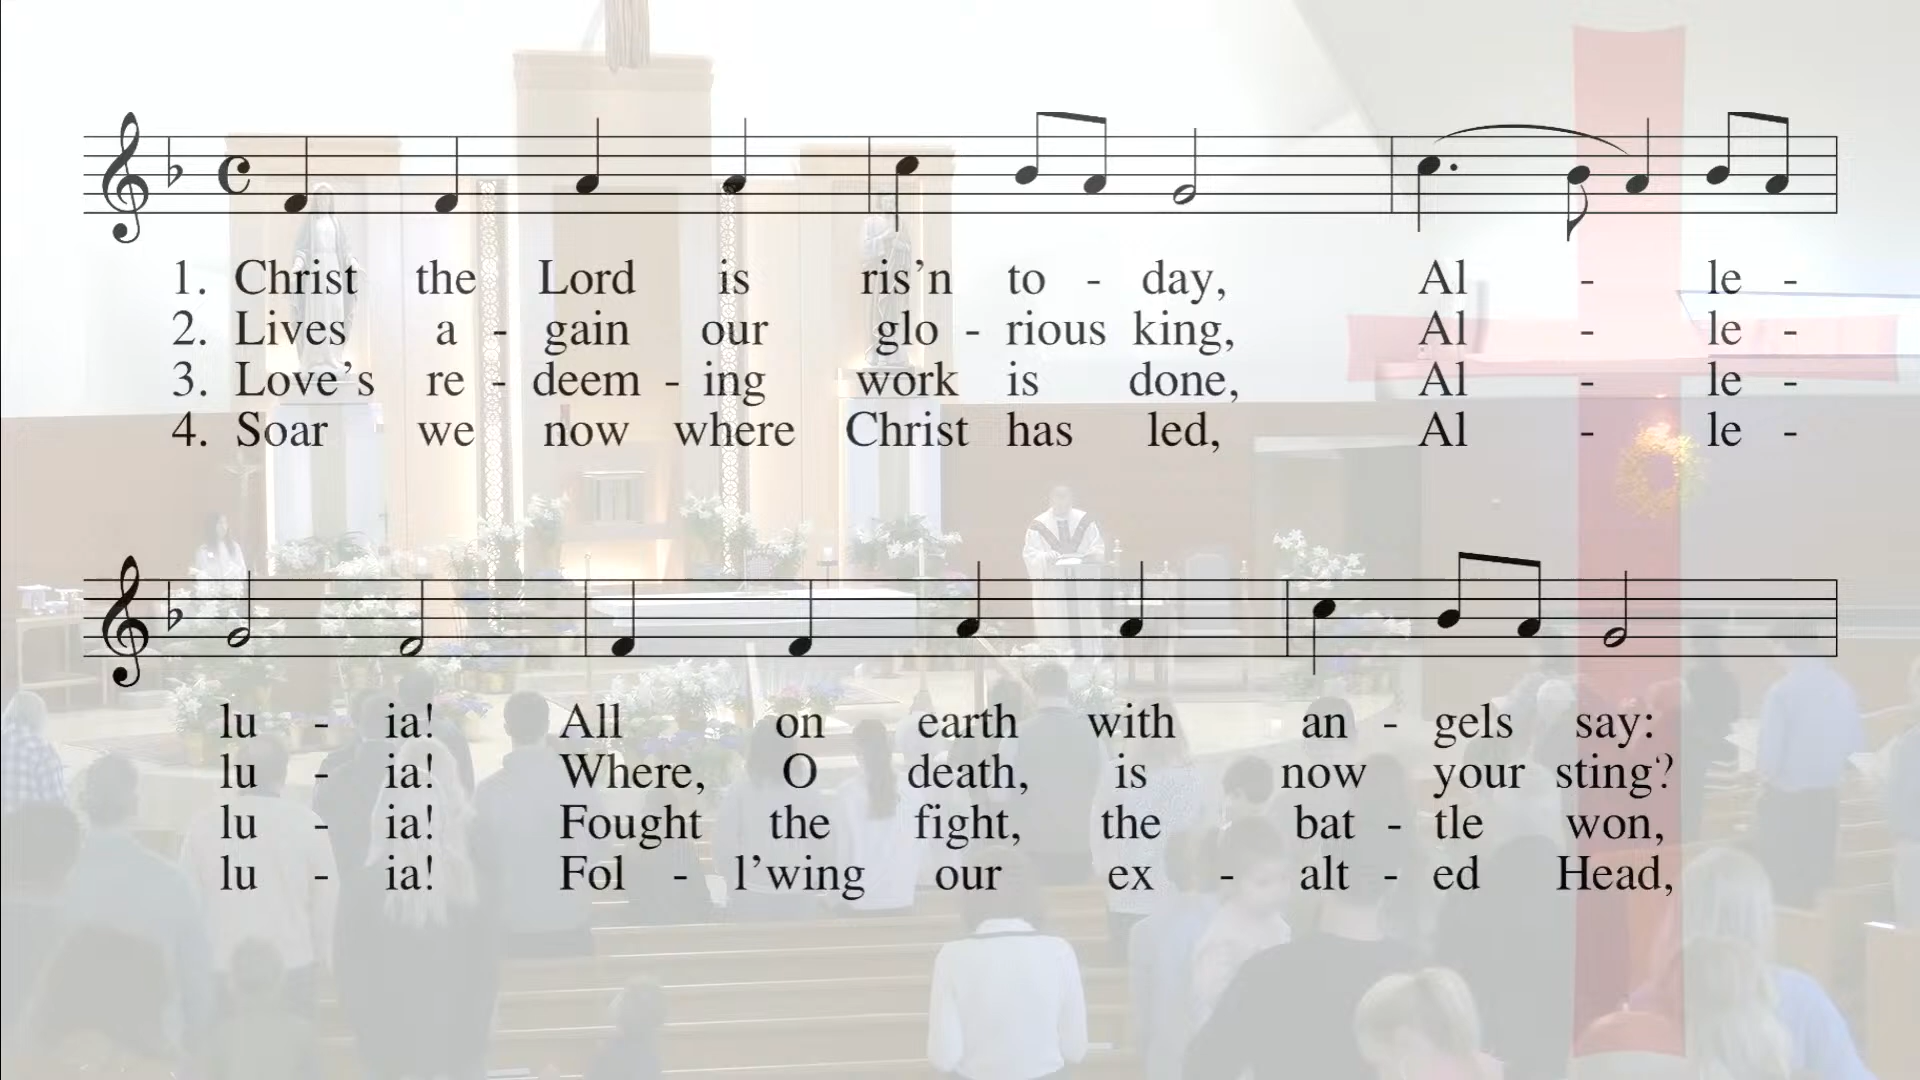 1. Christ the Lord is ris’n to - day, Al - le -
2. Lives a - gain our glo - rious king, Al - le -
3. Love’s re - deem - ing work is done, Al - le -
4. Soar we now where Christ has led, Al - le -
lu - ia! All on earth with an - gels say:
lu - ia! Where, O death, is now your sting?
lu - ia! Fought the fight, the bat - tle won,
lu - ia! Fol - l’wing our ex - alt - ed Head,